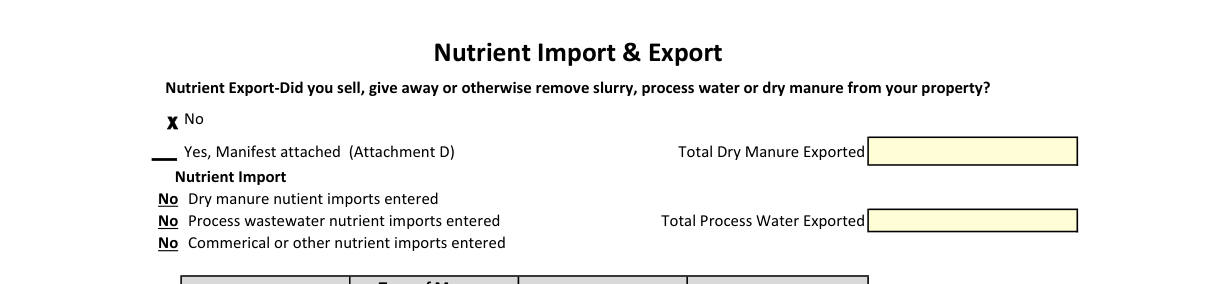 Nutrient Import & Export
Nutrient Export-Did you sell, give away or otherwise remove slurry, process water or dry manure from your property?
X No
Yes, Manifest attached (Attachment D) Total Dry Manure Exported
Nutrient Import
No Dry manure nutient imports entered
No Process wastewater nutrient imports entered Total Process Water Exported
No Commerical or other nutrient imports entered